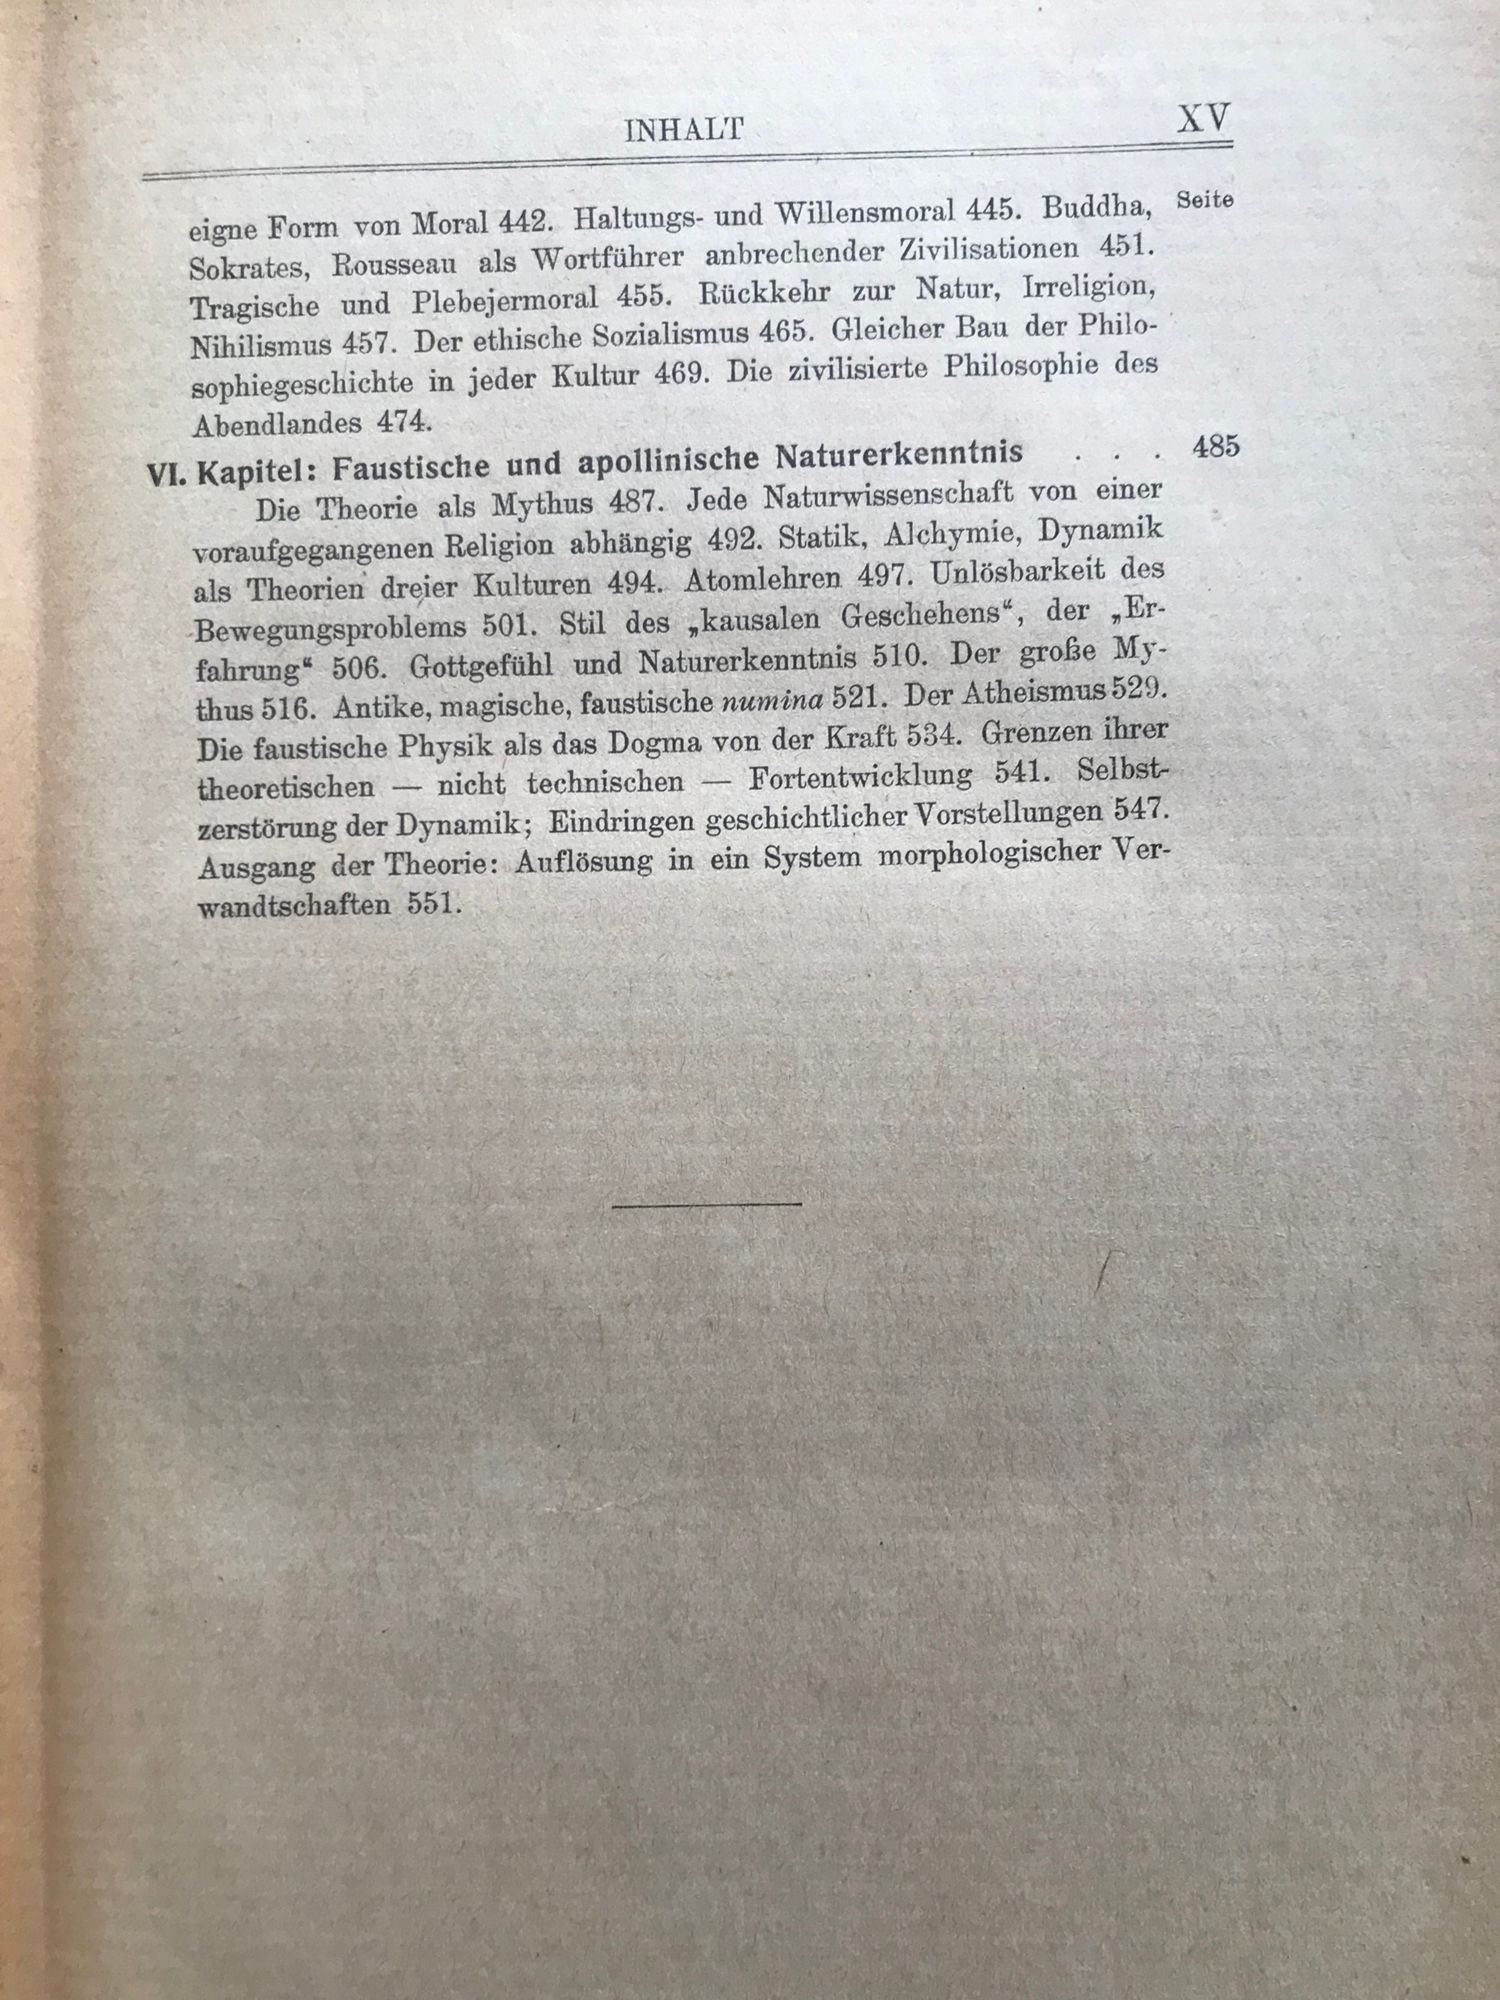 INHALT XV
Seite
eigne Form von Moral 442. Haltungs- und Willensmoral 445. Buddha,
Sokrates, Rousseau als Wortführer anbrechender Zivilisationen 451.
Tragische und Plebejermoral 455. Rückkehr zur Natur, Irreligion,
Nihilismus 457. Der ethische Sozialismus 465. Gleicher Bau der Philo-
sophiegeschichte in jeder Kultur 469. Die zivilisierte Philosophie des
Abendlandes 474.
VI. Kapitel: Faustische und apollinische Naturerkenntnis . . . 485
Die Theorie als Mythus 487. Jede Naturwissenschaft von einer
voraufgegangenen Religion abhängig 492. Statik, Alchymie, Dynamik
als Theorien dreier Kulturen 494. Atomlehren 497. Unlösbarkeit des
Bewegungsproblems 501. Stil des „kausalen Geschehens“, der „Er-
fahrung“ 506. Gottgefühl und Naturerkenntnis 510. Der große My-
thus 516. Antike, magische, faustische numina 521. Der Atheismus 529.
Die faustische Physik als das Dogma von der Kraft 534. Grenzen ihrer
theoretischen — nicht technischen — Fortentwicklung 541. Selbst-
zerstörung der Dynamik; Eindringen geschichtlicher Vorstellungen 547.
Ausgang der Theorie: Auflösung in ein System morphologischer Ver-
wandtschaften 551.